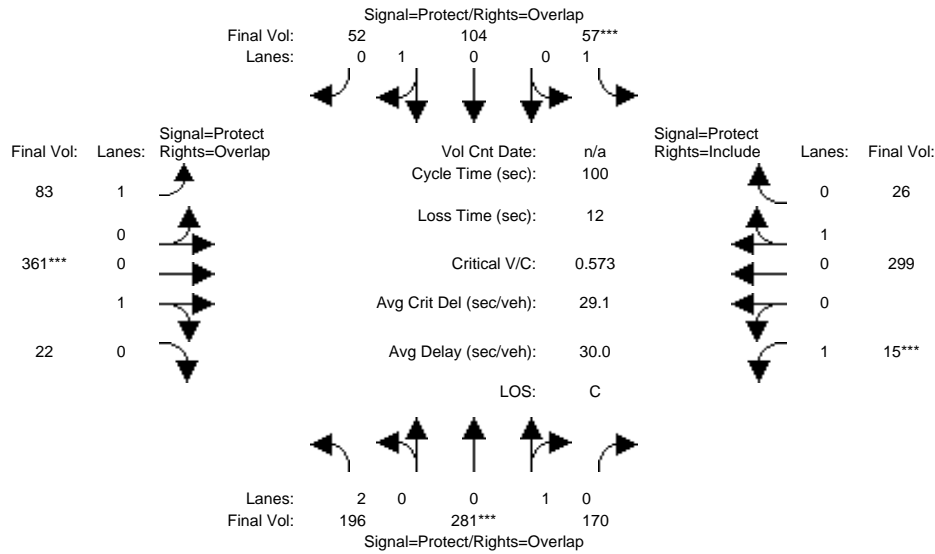 Signal=Protect/Rights=Overlap
Final Vol: 52 104 57***
Lanes: 0 1 0 0 1
Signal=Protect
Final Vol: Lanes: Rights=Overlap
Vol Cnt Date: n/a
Cycle Time (sec): 100
Loss Time (sec): 12
Critical V/C: 0.573
Avg Crit Del (sec/veh): 29.1
Avg Delay (sec/veh): 30.0
LOS: C
Signal=Protect
Rights=Include Lanes: Final Vol:
83 1
0
361*** 0
1
22 0
0 26
1
0 299
0
1 15***
Lanes: 2 0 0 1 0
Final Vol: 196 281*** 170
Signal=Protect/Rights=Overlap